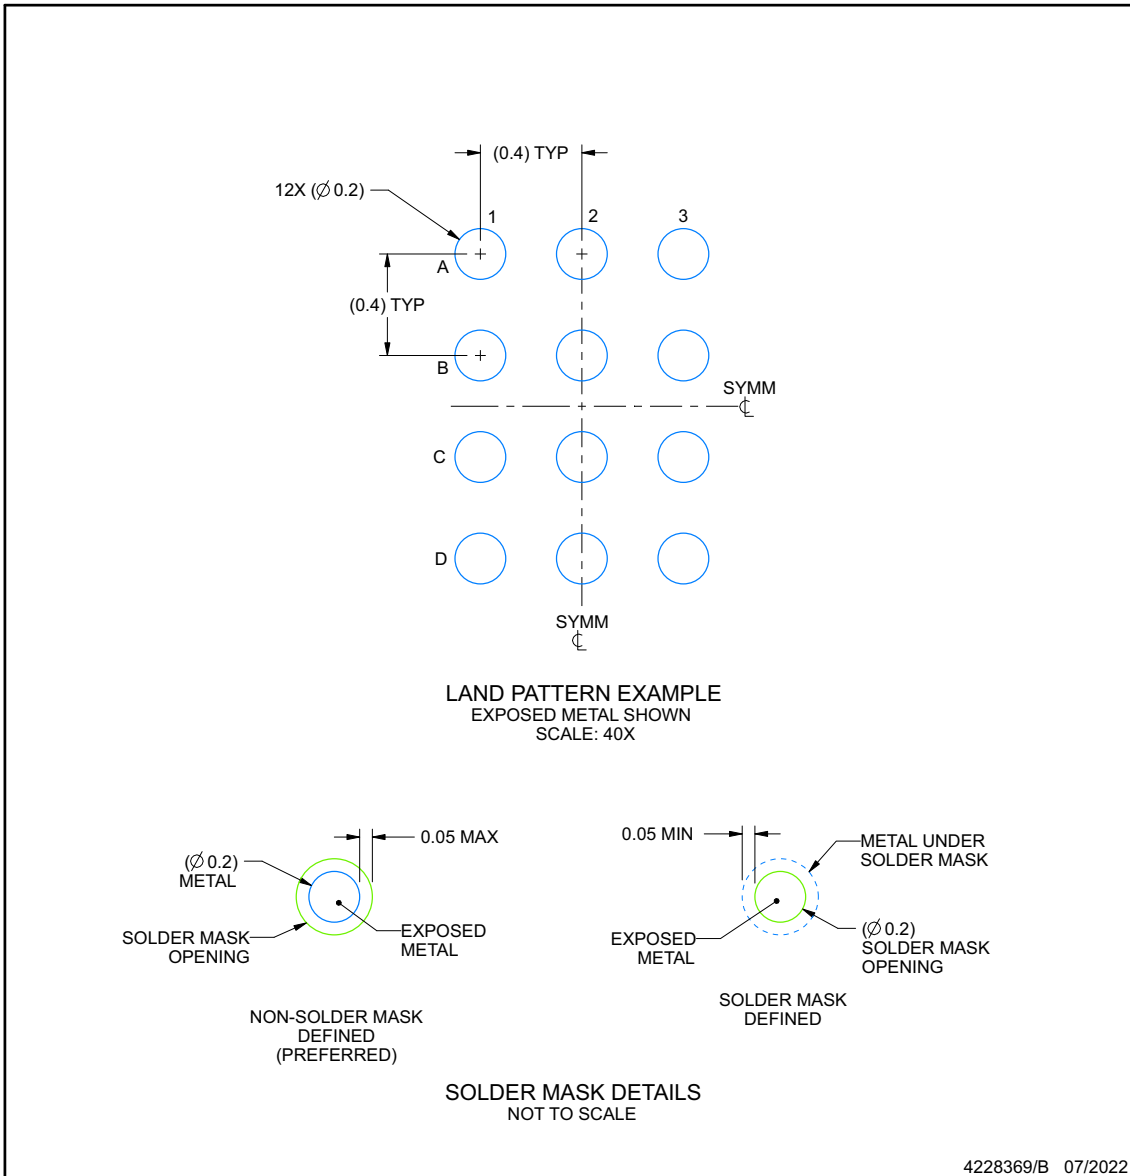 (0.4) TYP
12X (∅ 0.2)
1
2
3
A
(0.4) TYP
B
SYMM
℄
C
D
SYMM
℄
LAND PATTERN EXAMPLE
EXPOSED METAL SHOWN
SCALE: 40X
0.05 MAX
(∅ 0.2)
METAL
SOLDER MASK
OPENING
EXPOSED
METAL
NON-SOLDER MASK
DEFINED
(PREFERRED)
0.05 MIN
METAL UNDER
SOLDER MASK
EXPOSED
METAL
(∅ 0.2)
SOLDER MASK
OPENING
SOLDER MASK
DEFINED
SOLDER MASK DETAILS
NOT TO SCALE
4228369/B 07/2022